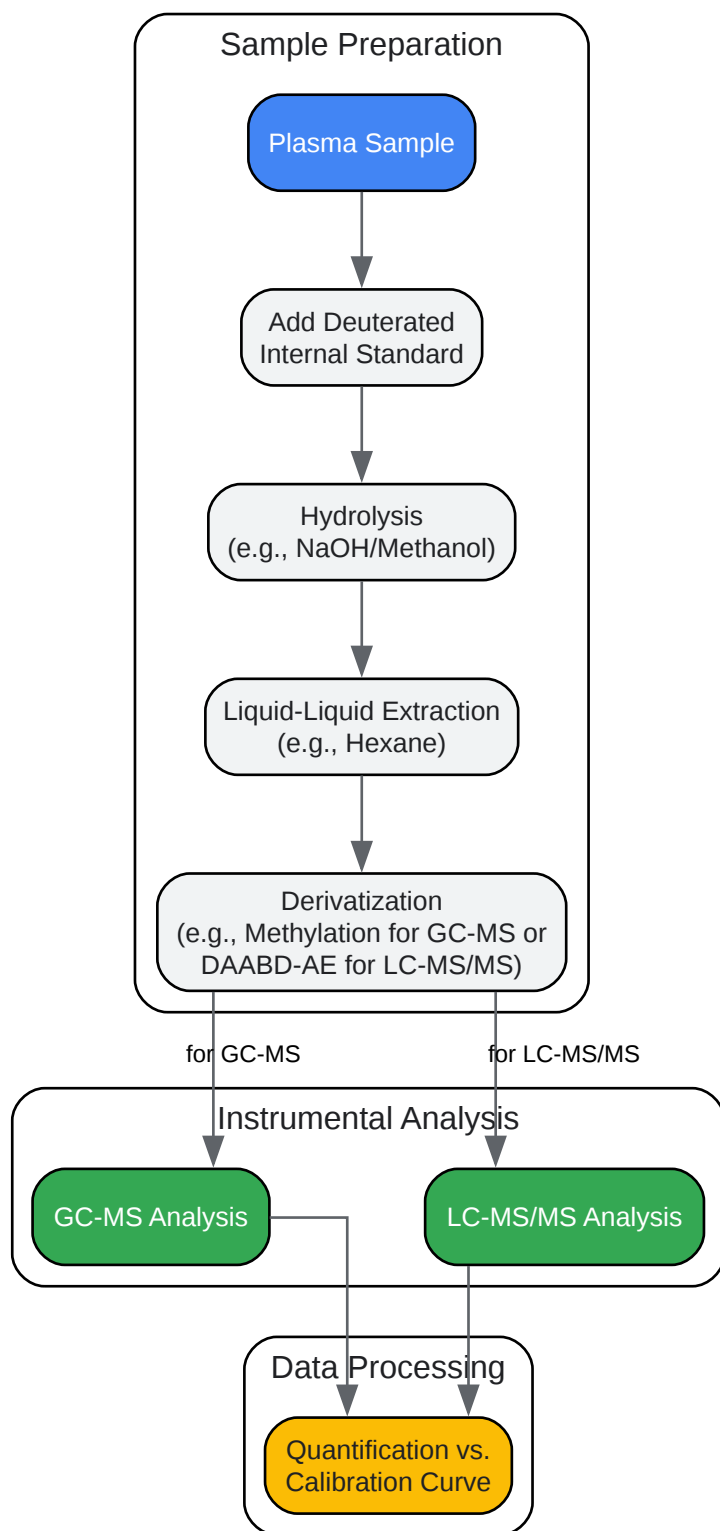 Sample Preparation
Plasma Sample
Add Deuterated
Internal Standard
Hydrolysis
(e.g., NaOH/Methanol)
Liquid-Liquid Extraction
(e.g., Hexane)
Derivatization
(e.g., Methylation for GC-MS or
DAABD-AE for LC-MS/MS)
for GC-MS
for LC-MS/MS
Instrumental Analysis
GC-MS Analysis
LC-MS/MS Analysis
Data Processing
Quantification vs.
Calibration Curve